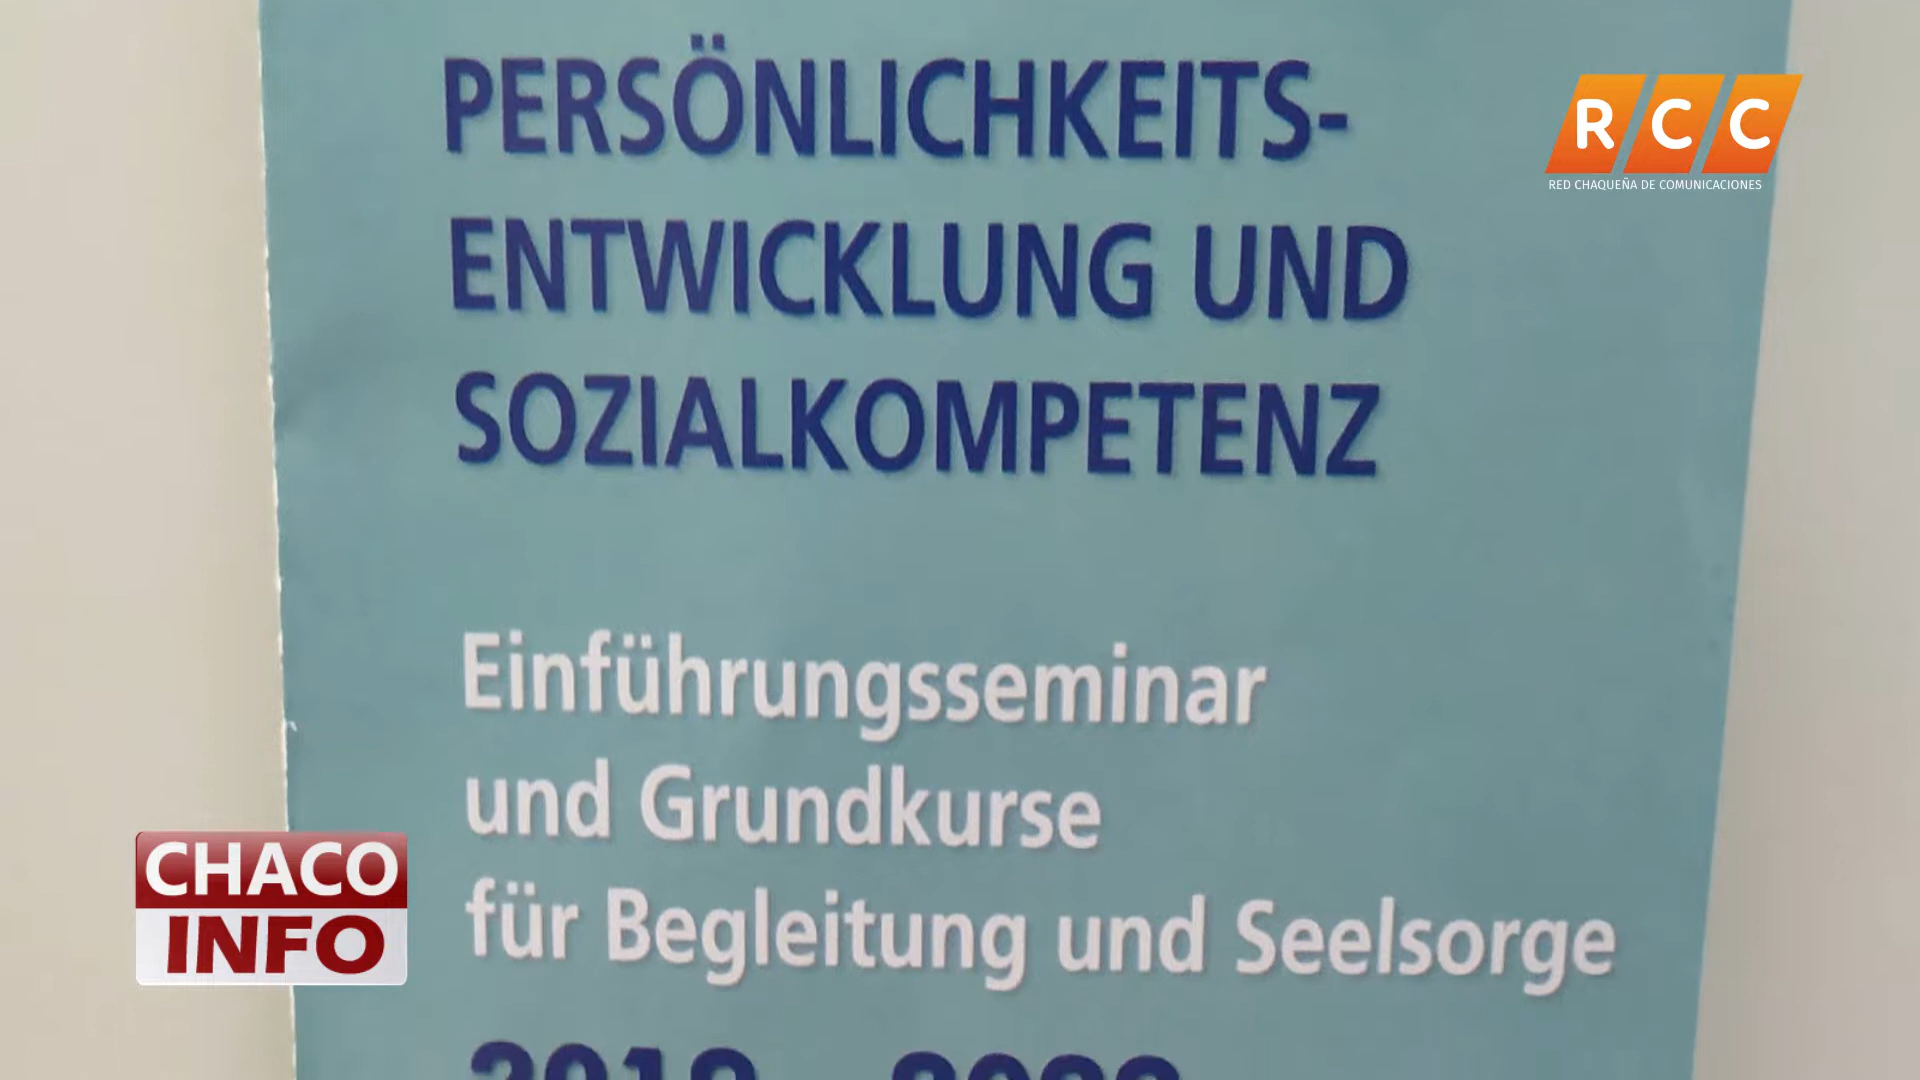 PERSÖNLICHKEITS-
ENTWICKLUNG UND
SOZIALKOMPETENZ
Einführungsseminar
und Grundkurse
für Begleitung und Seelsorge
RCC
RED CHAQUEÑA DE COMUNICACIONES
CHACO
INFO